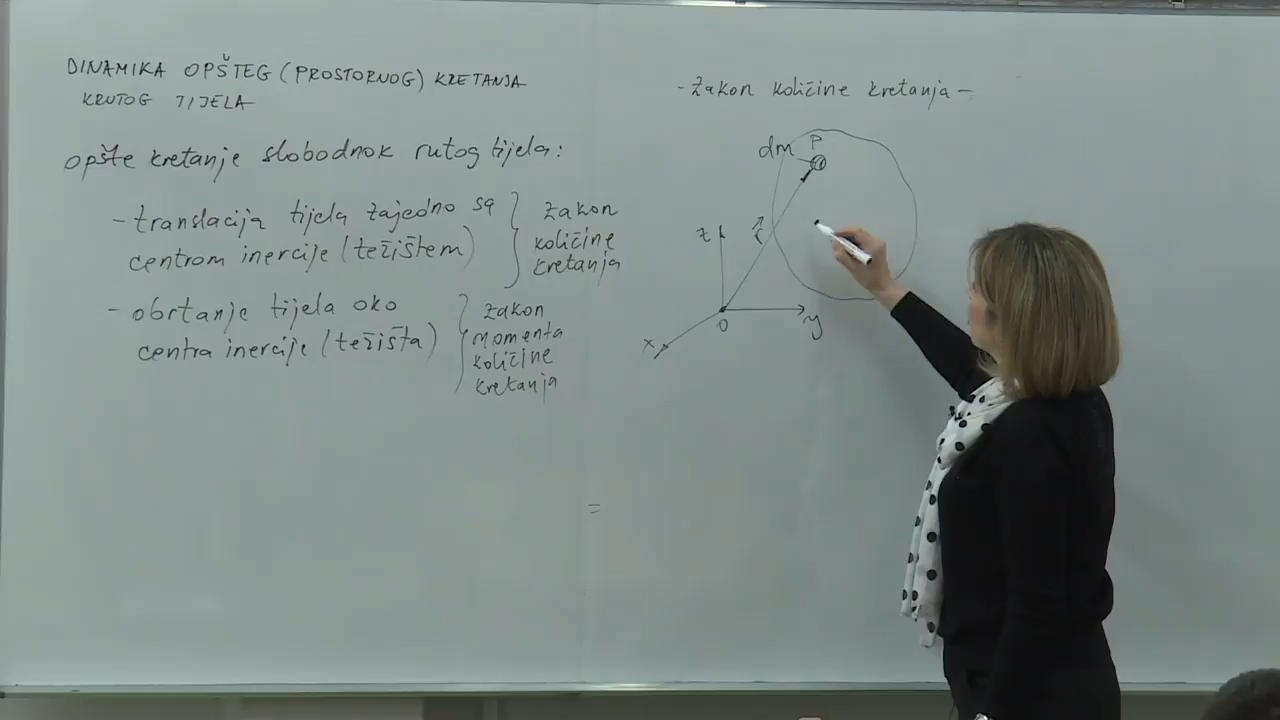 DINAMIKA OPŠTEG (PROSTORNOG) KRETANJA
KRUTOG TIJELA
opšte kretanje slobodnok rutog tijela:
- translacija tijela zajedno sa
centrom inercije (težištem)
zakon
količine
kretanja
- obrtanje tijela oko
centra inercije (težišta)
zakon
momenta
količine
kretanja
- Zakon količine kretanja -
dm P
z r
x O y
=